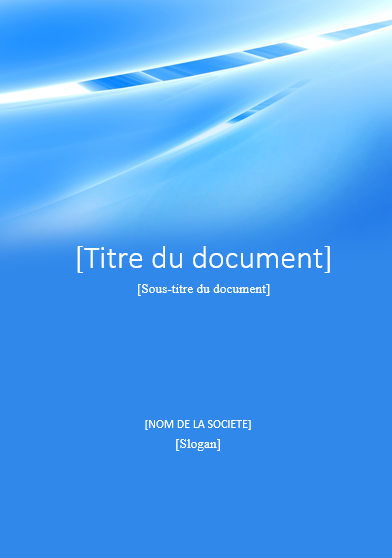 [Titre du document]
[Sous-titre du document]
[NOM DE LA SOCIETE]
[Slogan]